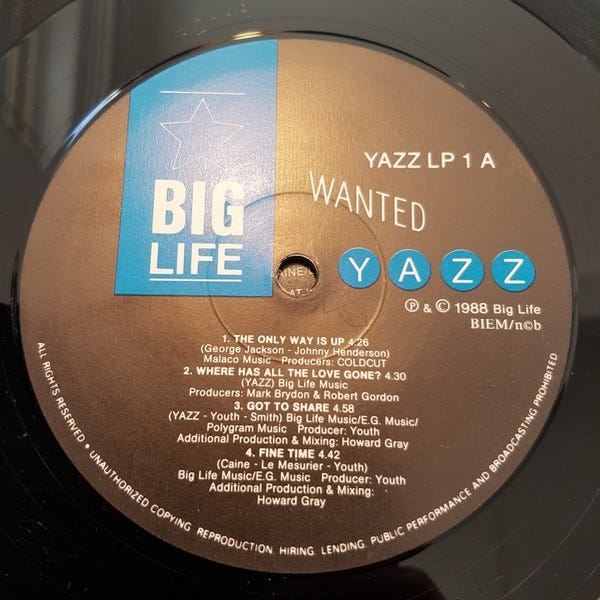 BIG
LIFE
YAZZ LP 1 A
WANTED
YAZZ
℗ & © 1988 Big Life
BIEM/n©b
1. THE ONLY WAY IS UP 4.26
(George Jackson - Johnny Henderson)
Malaco Music Producers: COLDCUT
2. WHERE HAS ALL THE LOVE GONE? 4.30
(YAZZ) Big Life Music
Producers: Mark Brydon & Robert Gordon
3. GOT TO SHARE 4.58
(YAZZ - Youth - Smith) Big Life Music/E.G. Music/
Polygram Music Producer: Youth
Additional Production & Mixing: Howard Gray
4. FINE TIME 4.42
(Caine - Le Mesurier - Youth)
Big Life Music/E.G. Music Producer: Youth
Additional Production & Mixing:
Howard Gray
ALL RIGHTS RESERVED • UNAUTHORIZED COPYING. REPRODUCTION. HIRING. LENDING. PUBLIC PERFORMANCE AND BROADCASTING PROHIBITED